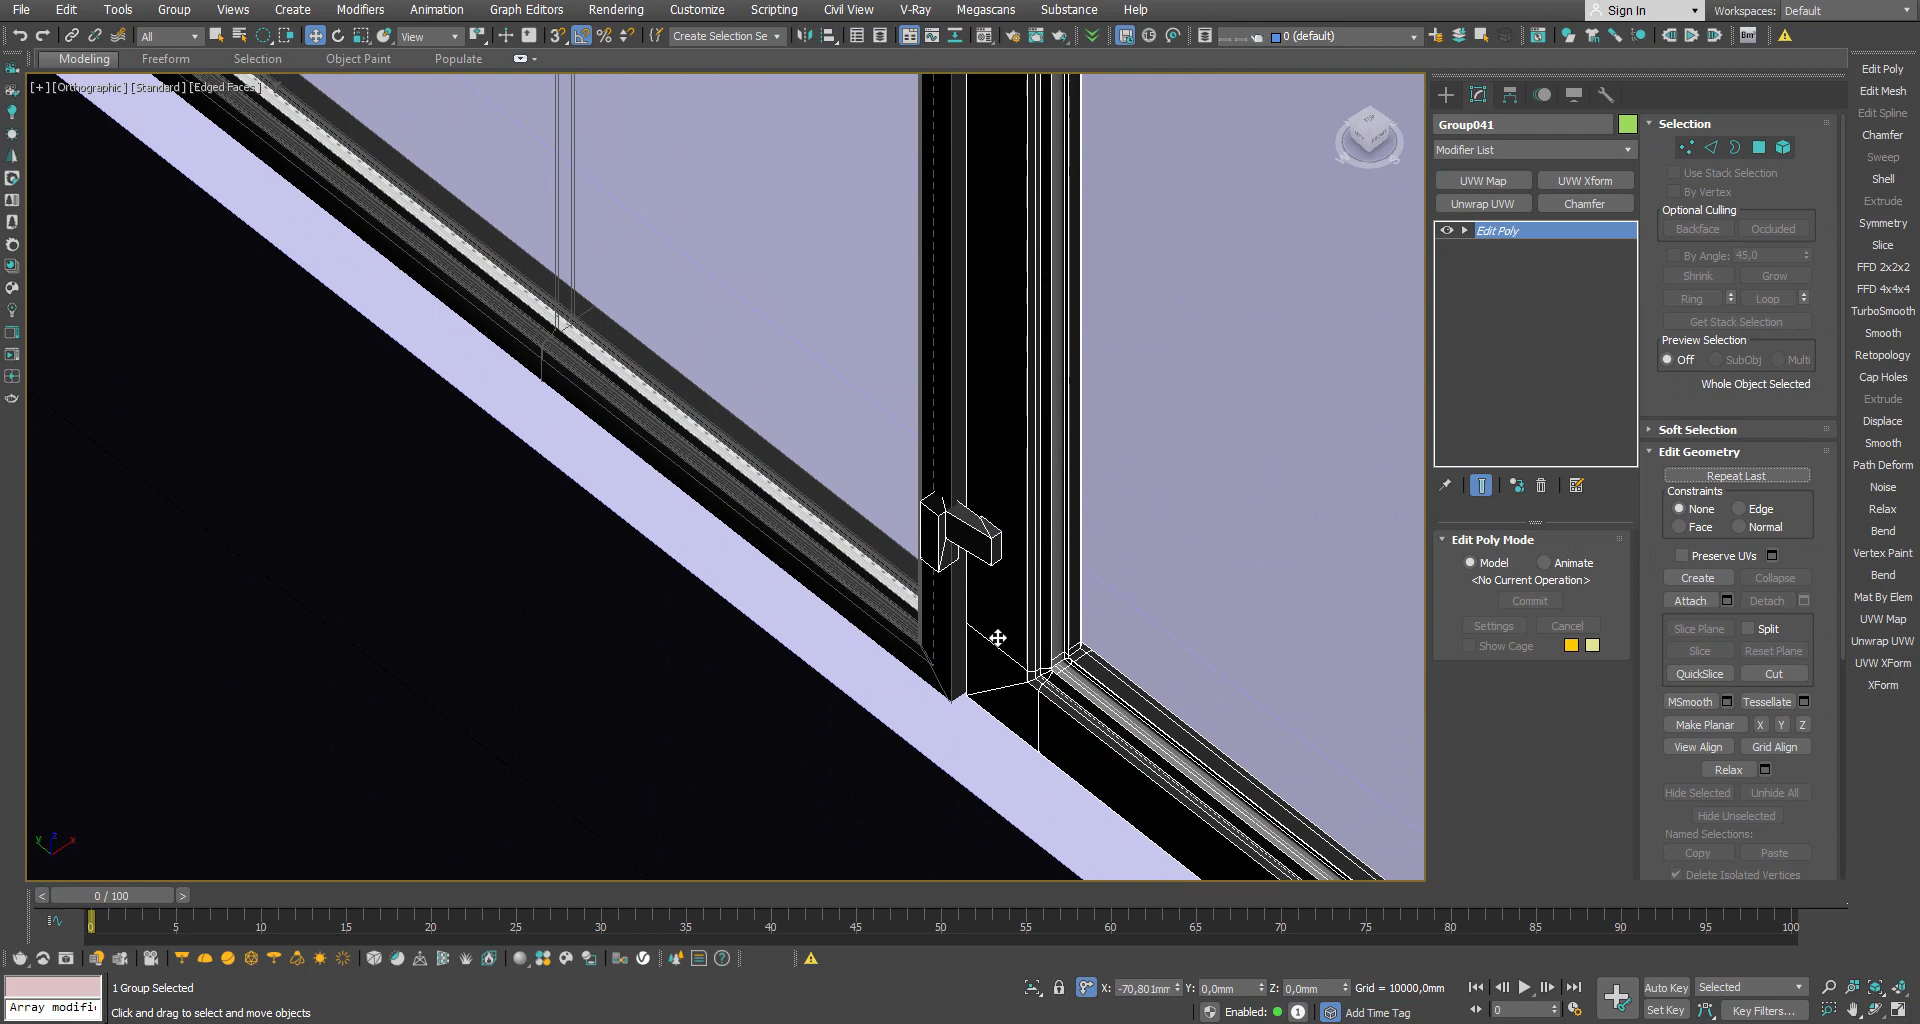 File Edit Tools Group Views Create Modifiers Animation Graph Editors Rendering Customize Scripting Civil View V-Ray Megascans Substance Help Sign In Workspaces: Default
All View Create Selection Se 0 (default)
Modeling Freeform Selection Object Paint Populate
[+] [Orthographic] [Standard] [Edged Faces]
TOP
FRONT
Group041
Modifier List
UVW Map UVW Xform
Unwrap UVW Chamfer
Edit Poly
Edit Poly Mode
Model Animate
<No Current Operation>
Commit
Settings Cancel
Show Cage
Selection
Use Stack Selection
By Vertex
Optional Culling
Backface Occluded
By Angle: 45,0
Shrink Grow
Ring Loop
Get Stack Selection
Preview Selection
Off SubObj Multi
Whole Object Selected
Soft Selection
Edit Geometry
Repeat Last
Constraints
None Edge
Face Normal
Preserve UVs
Create Collapse
Attach Detach
Slice Plane Split
Slice Reset Plane
QuickSlice Cut
MSmooth Tessellate
Make Planar X Y Z
View Align Grid Align
Relax
Hide Selected Unhide All
Hide Unselected
Named Selections:
Copy Paste
Delete Isolated Vertices
Edit Poly
Edit Mesh
Edit Spline
Chamfer
Sweep
Shell
Extrude
Symmetry
Slice
FFD 2x2x2
FFD 4x4x4
TurboSmooth
Smooth
Retopology
Cap Holes
Extrude
Displace
Smooth
Path Deform
Noise
Relax
Bend
Vertex Paint
Bend
Mat By Elem
UVW Map
Unwrap UVW
UVW XForm
XForm
y z x
< 0 / 100 >
0 5 10 15 20 25 30 35 40 45 50 55 60 65 70 75 80 85 90 95 100
1 Group Selected X: -70,801mm Y: 0,0mm Z: 0,0mm Grid = 10000,0mm Auto Key Selected
Array modifi
Click and drag to select and move objects Enabled: 1 Add Time Tag 0 Set Key Key Filters...